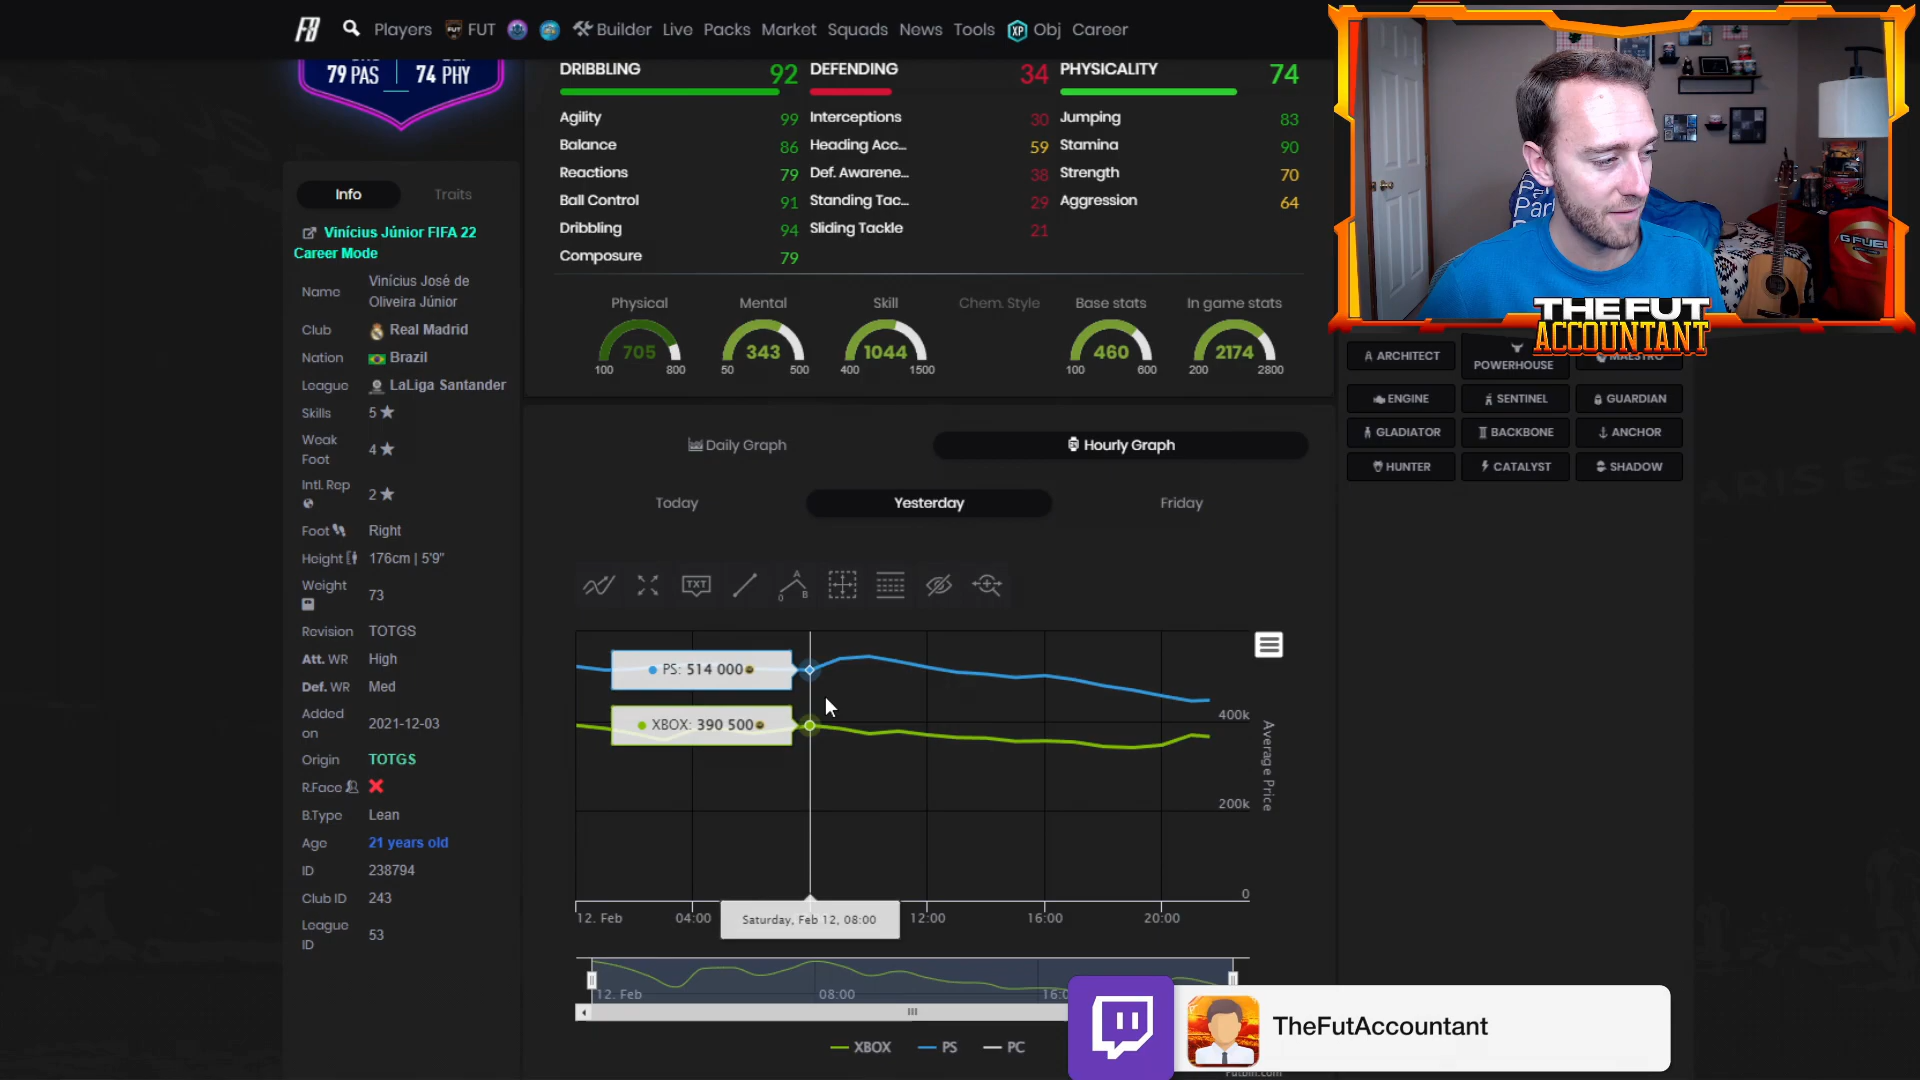 Players FUT Builder Live Packs Market Squads News Tools XP Obj Career
79 PAS 74 PHY
DRIBBLING 92 DEFENDING 34 PHYSICALITY 74
Agility 99 Interceptions 30 Jumping 83
Balance 86 Heading Acc... 59 Stamina 90
Reactions 79 Def. Awarene... 38 Strength 70
Ball Control 91 Standing Tac... 29 Aggression 64
Dribbling 94 Sliding Tackle 21
Composure 79
Info Traits
Vinícius Júnior FIFA 22
Career Mode
Name Vinícius José de
Oliveira Júnior
Club Real Madrid
Nation Brazil
League LaLiga Santander
Skills 5★
Weak
Foot 4★
Intl. Rep 2★
Foot Right
Height 176cm | 5'9"
Weight 73
Revision TOTGS
Att. WR High
Def. WR Med
Added
on 2021-12-03
Origin TOTGS
R.Face
B.Type Lean
Age 21 years old
ID 238794
Club ID 243
League
ID 53
Physical Mental Skill Chem. Style Base stats In game stats
705 343 1044 460 2174
100 800 50 500 400 1500 100 600 200 2800
Daily Graph Hourly Graph
Today Yesterday Friday
TXT
A
0 B
PS: 514 000
XBOX: 390 500
400k
200k
0
Average Price
12. Feb 04:00 Saturday, Feb 12, 08:00 12:00 16:00 20:00
12. Feb 08:00
XBOX PS PC
Futbin.com
THE FUT
ACCOUNTANT
G FUEL
ARCHITECT POWERHOUSE MAESTRO
ENGINE SENTINEL GUARDIAN
GLADIATOR BACKBONE ANCHOR
HUNTER CATALYST SHADOW
TheFutAccountant